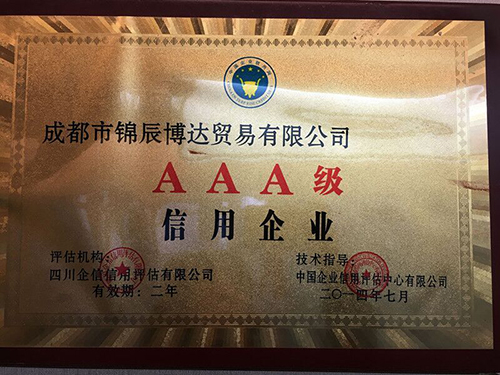 成都市锦辰博达贸易有限公司
AAA级
信用企业
评估机构：
四川企信信用评估有限公司
有效期：二年
技术指导：
中国企业信用评估中心有限公司
二〇一四年七月